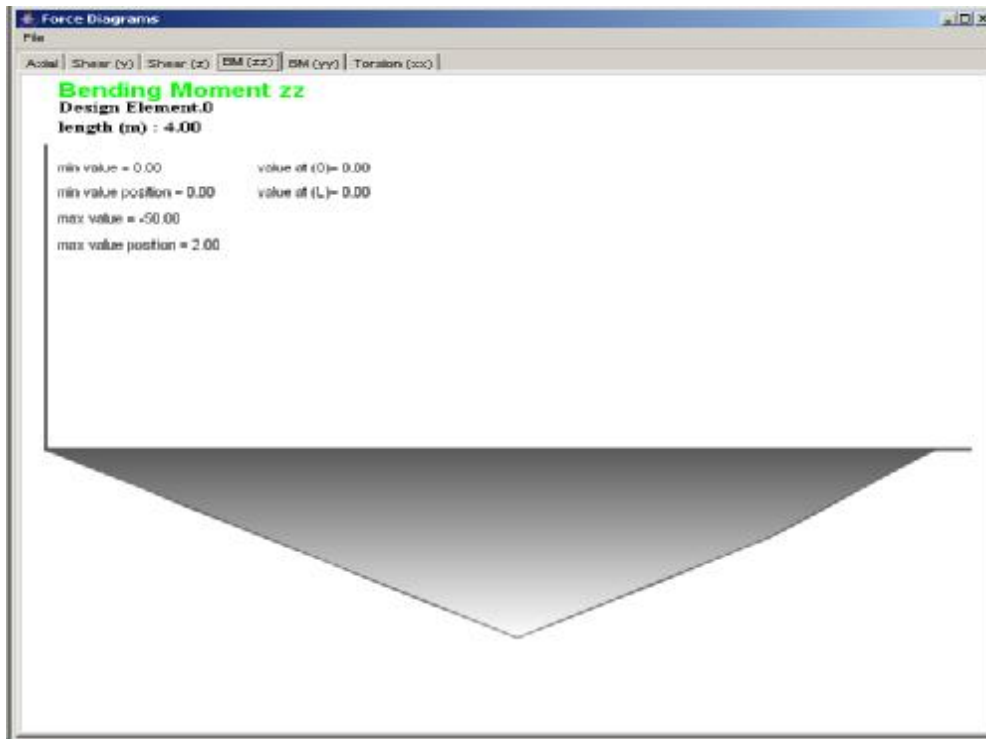 Force Diagrams
File
Axial Shear (y) Shear (z) BM (zz) BM (yy) Torsion (xx)
Bending Moment zz
Design Element.0
length (m) : 4.00
min value = 0.00 value at (0)= 0.00
min value position = 0.00 value at (L)= 0.00
max value = -50.00
max value position = 2.00